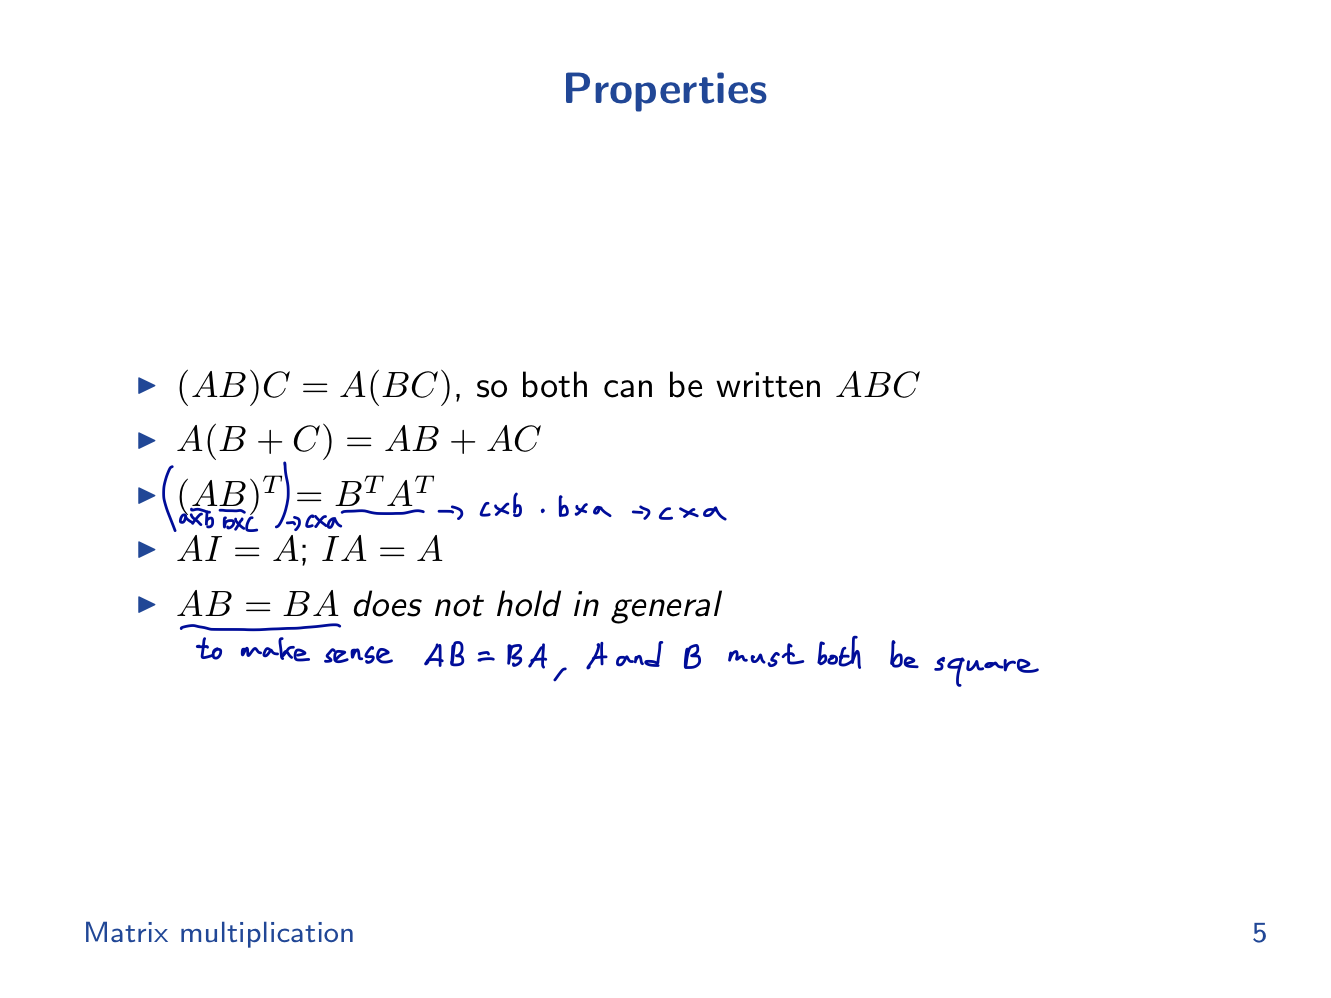 Properties
▶ (AB)C = A(BC), so both can be written ABC
▶ A(B + C) = AB + AC
▶ ((AB)^T) = B^T A^T → c×b · b×a → c×a
a×b b×c → c×a
▶ AI = A; IA = A
▶ AB = BA does not hold in general
to make sense AB = BA, A and B must both be square
Matrix multiplication 5